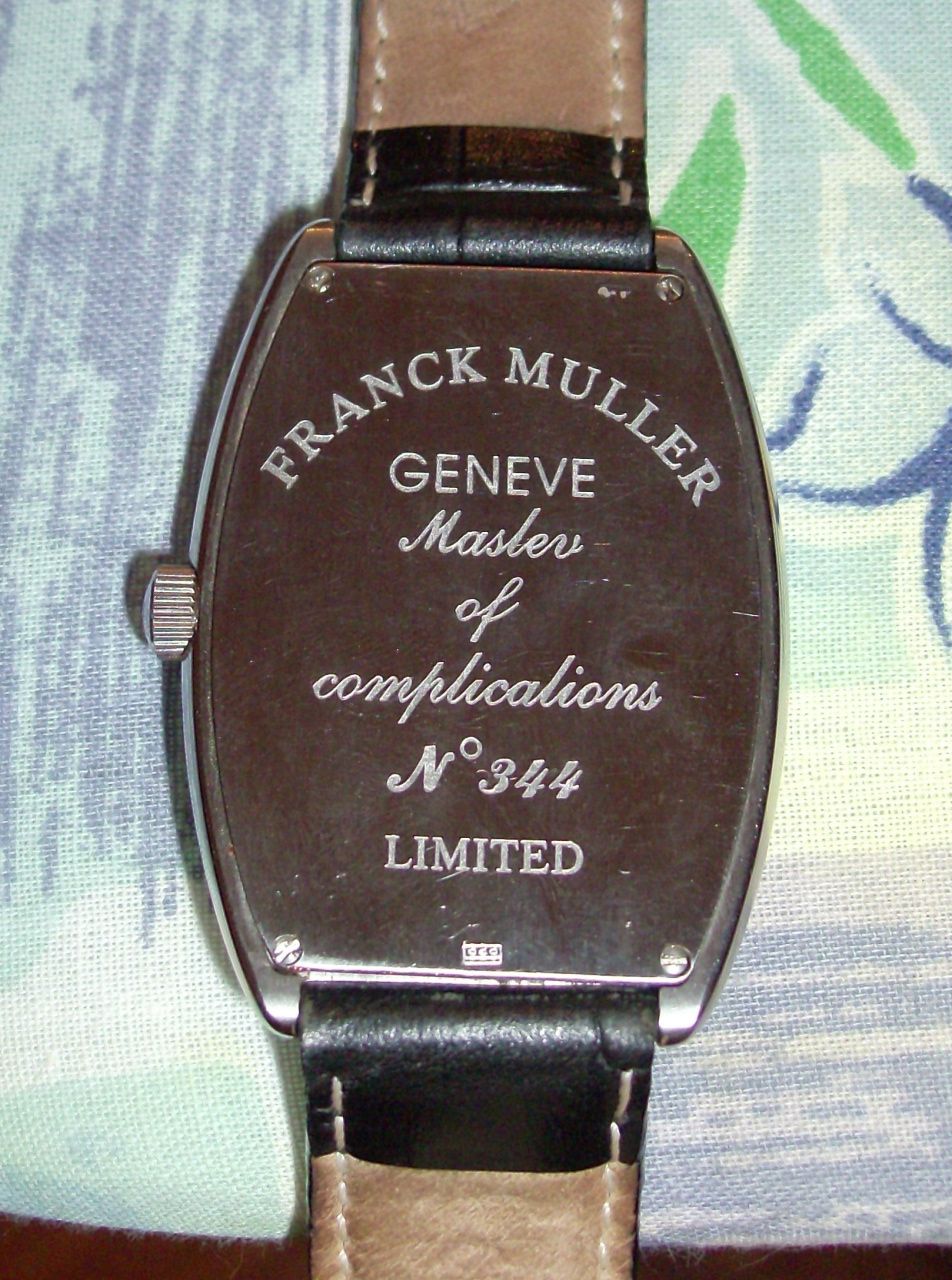 FRANCK MULLER
GENEVE
Master
of
complications
N° 344
LIMITED